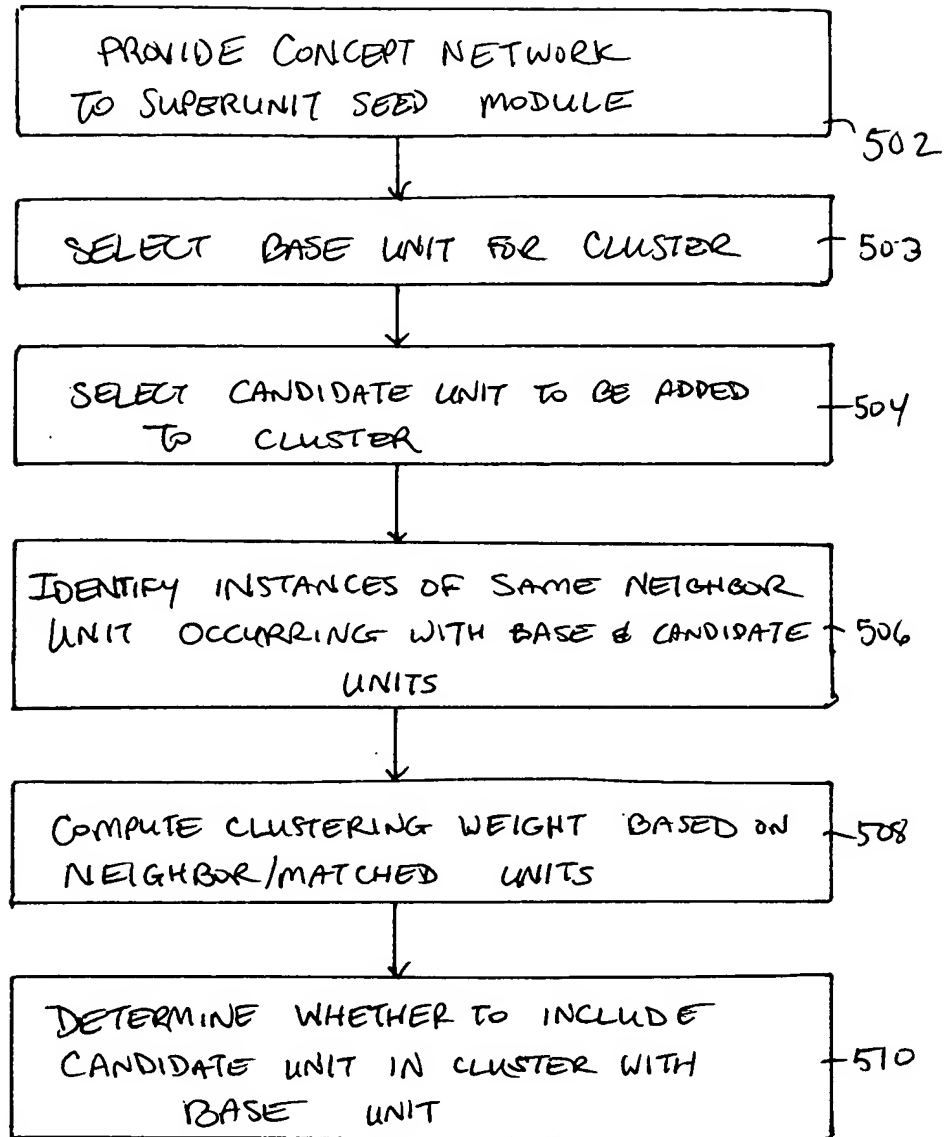 PROVIDE CONCEPT NETWORK
TO SUPERUNIT SEED MODULE
502
SELECT BASE UNIT FOR CLUSTER
503
SELECT CANDIDATE UNIT TO BE ADDED
TO CLUSTER
504
IDENTIFY INSTANCES OF SAME NEIGHBOR
UNIT OCCURRING WITH BASE & CANDIDATE
UNITS
506
COMPUTE CLUSTERING WEIGHT BASED ON
NEIGHBOR/MATCHED UNITS
508
DETERMINE WHETHER TO INCLUDE
CANDIDATE UNIT IN CLUSTER WITH
BASE UNIT
510